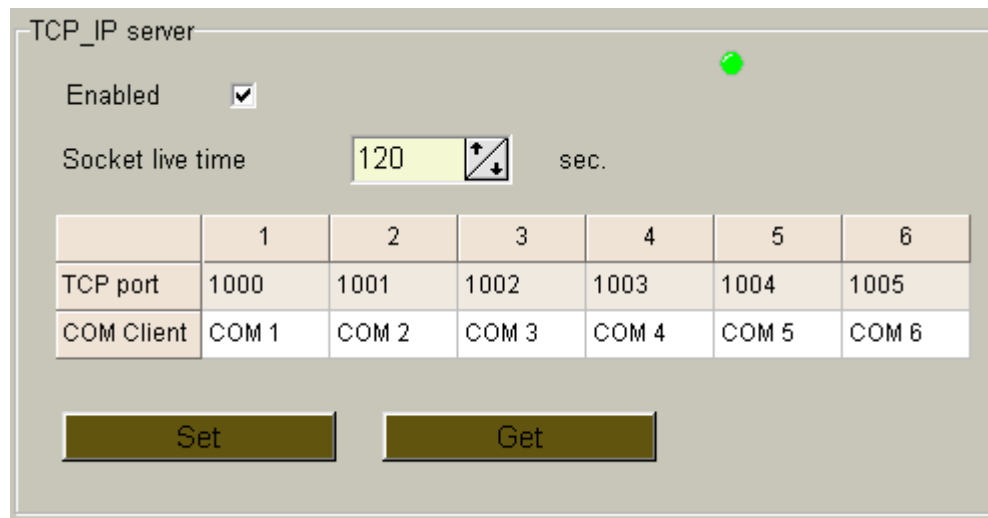 TCP_IP server
Enabled
Socket live time 120 sec.
1 2 3 4 5 6
TCP port 1000 1001 1002 1003 1004 1005
COM Client COM 1 COM 2 COM 3 COM 4 COM 5 COM 6
Set Get